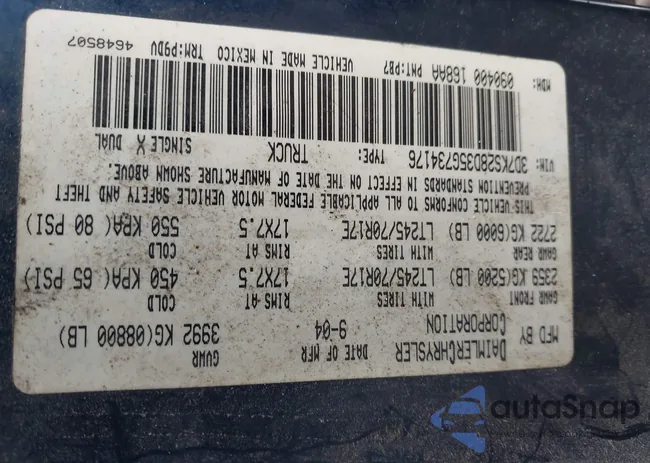 MFD BY DAIMLERCHRYSLER CORPORATION
DATE OF MFR 9-04
GVWR 3992 KG(08800 LB)
GAWR FRONT WITH TIRES RIMS AT COLD
2359 KG(5200 LB) LT245/70R17E 17X7.5 450 KPA( 65 PSI)
GAWR REAR WITH TIRES RIMS AT COLD
2722 KG(6000 LB) LT245/70R17E 17X7.5 550 KPA( 80 PSI)
THIS VEHICLE CONFORMS TO ALL APPLICABLE FEDERAL MOTOR VEHICLE SAFETY AND THEFT
PREVENTION STANDARDS IN EFFECT ON THE DATE OF MANUFACTURE SHOWN ABOVE.
VIN: 3D7KS28D35G734176 TYPE: TRUCK SINGLE X DUAL
MDH: 090400 168AA PNT:PB7 VEHICLE MADE IN MEXICO TRM:P9DV 4648507
autoSnap